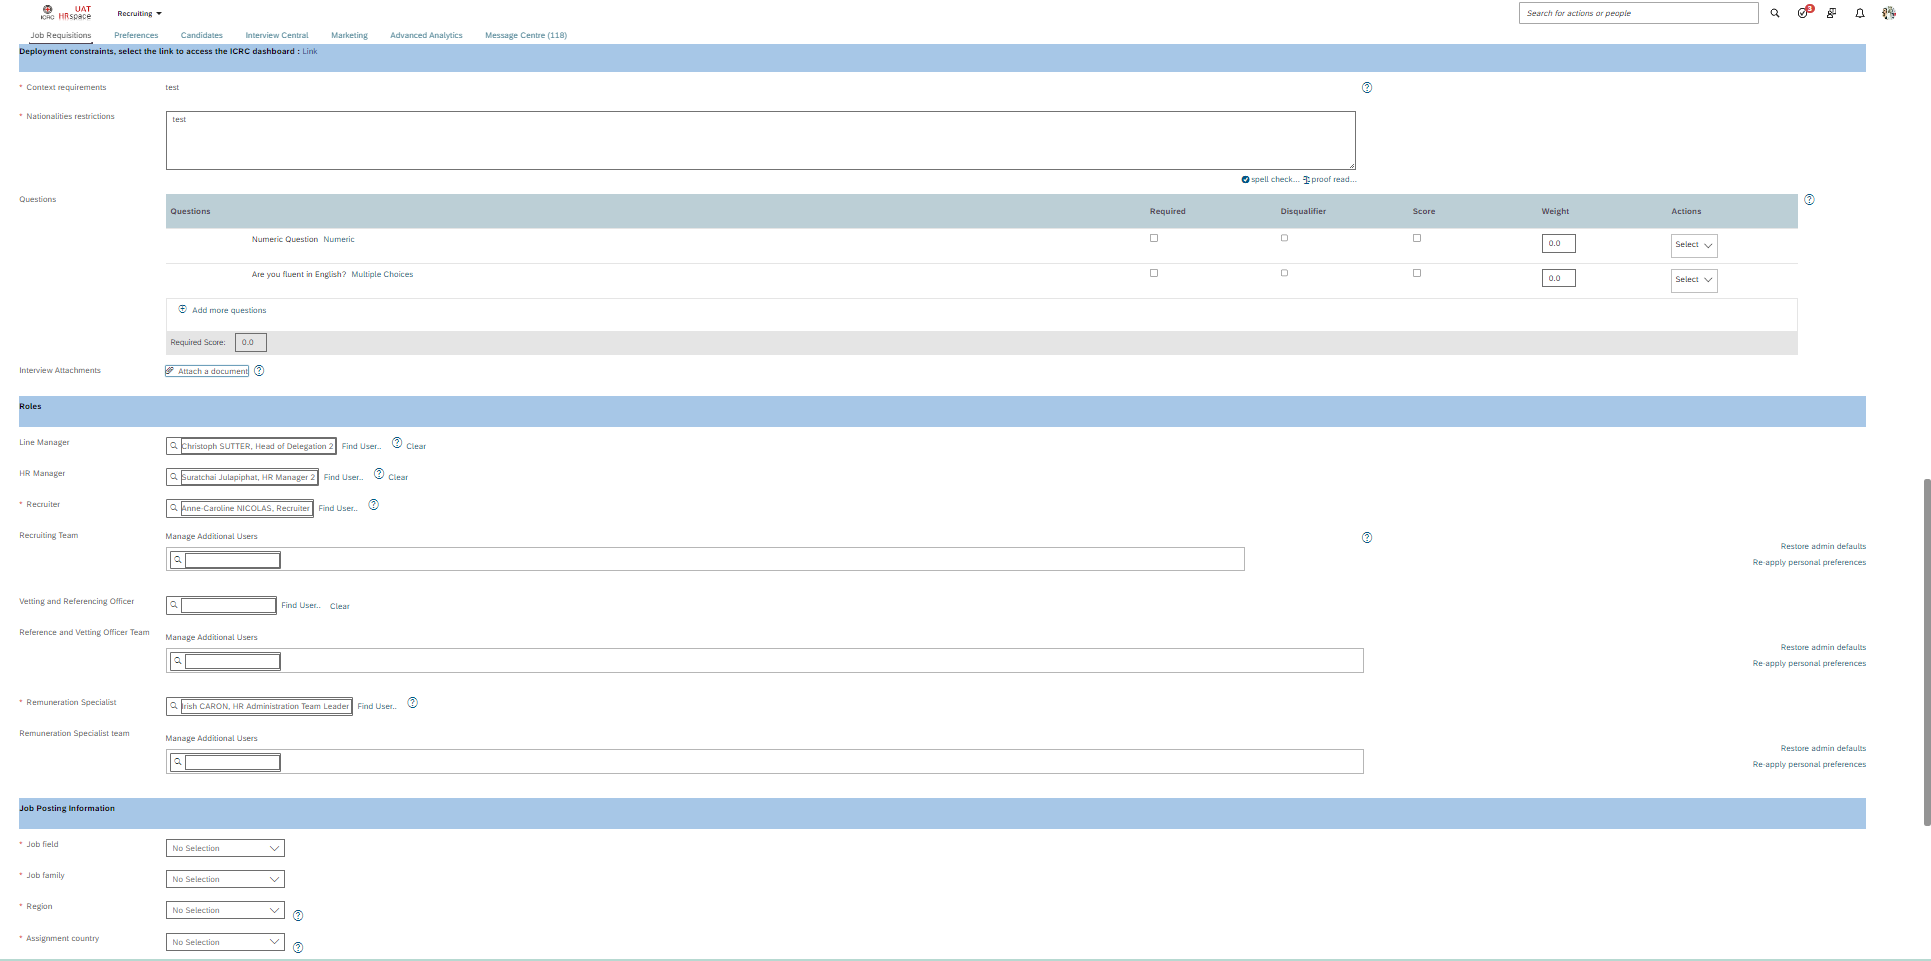 ICRC
UAT
HRspace
Recruiting
Search for actions or people
3
Job Requisitions
Preferences
Candidates
Interview Central
Marketing
Advanced Analytics
Message Centre (118)
Deployment constraints, select the link to access the ICRC dashboard : Link
* Context requirements
test
* Nationalities restrictions
test
spell check... proof read...
Questions
Questions
Required
Disqualifier
Score
Weight
Actions
Numeric Question Numeric
0.0
Select
Are you fluent in English? Multiple Choices
0.0
Select
Add more questions
Required Score: 0.0
Interview Attachments
Attach a document
Roles
Line Manager
Christoph SUTTER, Head of Delegation 2
Find User..
Clear
HR Manager
Suratchai Julapiphat, HR Manager 2
Find User..
Clear
* Recruiter
Anne-Caroline NICOLAS, Recruiter
Find User..
Recruiting Team
Manage Additional Users
Restore admin defaults
Re-apply personal preferences
Vetting and Referencing Officer
Find User..
Clear
Reference and Vetting Officer Team
Manage Additional Users
Restore admin defaults
Re-apply personal preferences
* Remuneration Specialist
Irish CARON, HR Administration Team Leader
Find User..
Remuneration Specialist team
Manage Additional Users
Restore admin defaults
Re-apply personal preferences
Job Posting Information
* Job field
No Selection
* Job family
No Selection
* Region
No Selection
* Assignment country
No Selection